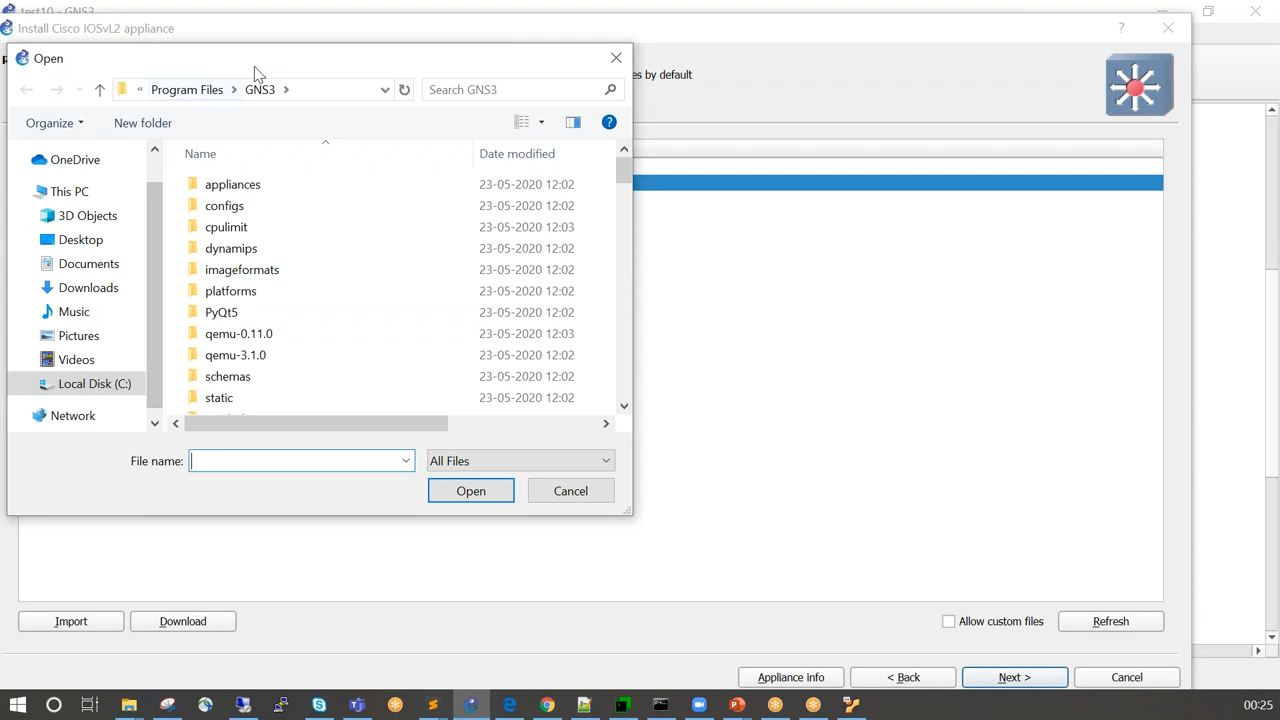 test10 - GNS3
Install Cisco IOSvL2 appliance
?
Open
es by default
« Program Files > GNS3 >
Search GNS3
Organize
New folder
?
Name
Date modified
OneDrive
This PC
3D Objects
Desktop
Documents
Downloads
Music
Pictures
Videos
Local Disk (C:)
Network
appliances 23-05-2020 12:02
configs 23-05-2020 12:02
cpulimit 23-05-2020 12:03
dynamips 23-05-2020 12:02
imageformats 23-05-2020 12:02
platforms 23-05-2020 12:02
PyQt5 23-05-2020 12:02
qemu-0.11.0 23-05-2020 12:03
qemu-3.1.0 23-05-2020 12:02
schemas 23-05-2020 12:02
static 23-05-2020 12:02
File name:
All Files
Open
Cancel
Import
Download
Allow custom files
Refresh
Appliance info
< Back
Next >
Cancel
00:25